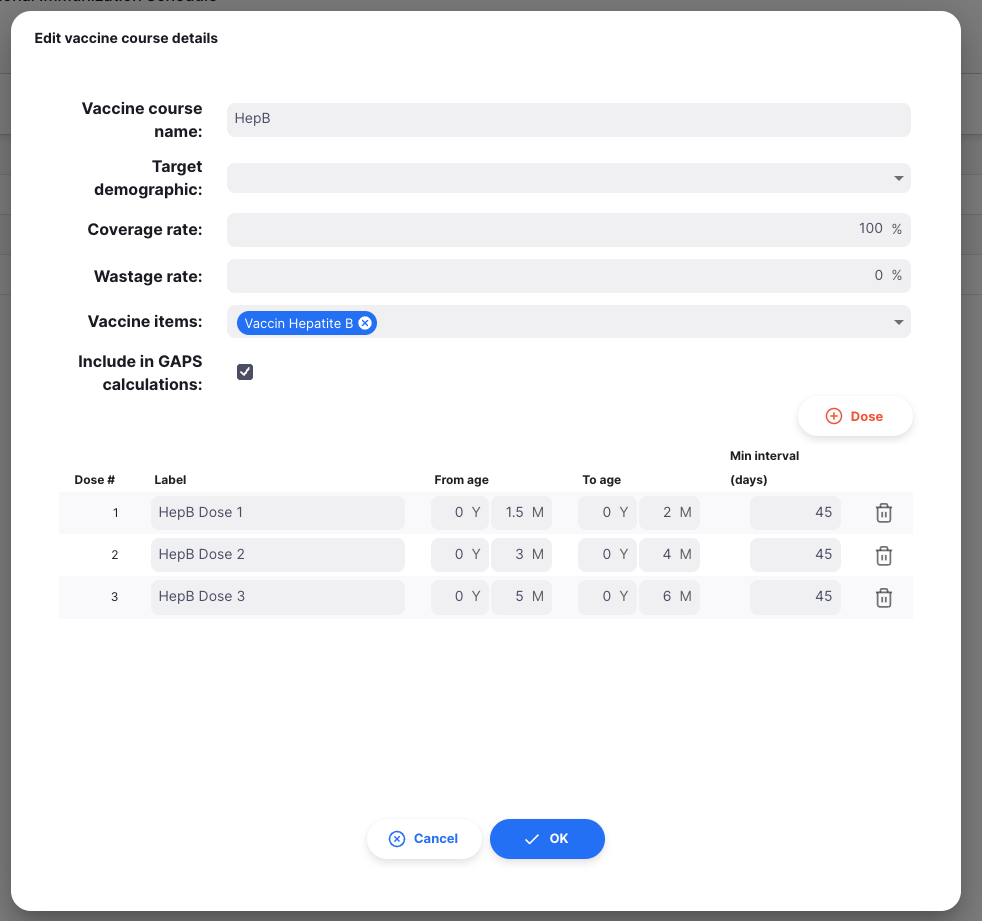 Edit vaccine course details
Vaccine course
name:
HepB
Target
demographic:
Coverage rate:
100 %
Wastage rate:
0 %
Vaccine items:
Vaccin Hepatite B
Include in GAPS
calculations:
Dose
Dose # Label From age To age Min interval
(days)
1 HepB Dose 1 0 Y 1.5 M 0 Y 2 M 45
2 HepB Dose 2 0 Y 3 M 0 Y 4 M 45
3 HepB Dose 3 0 Y 5 M 0 Y 6 M 45
Cancel OK